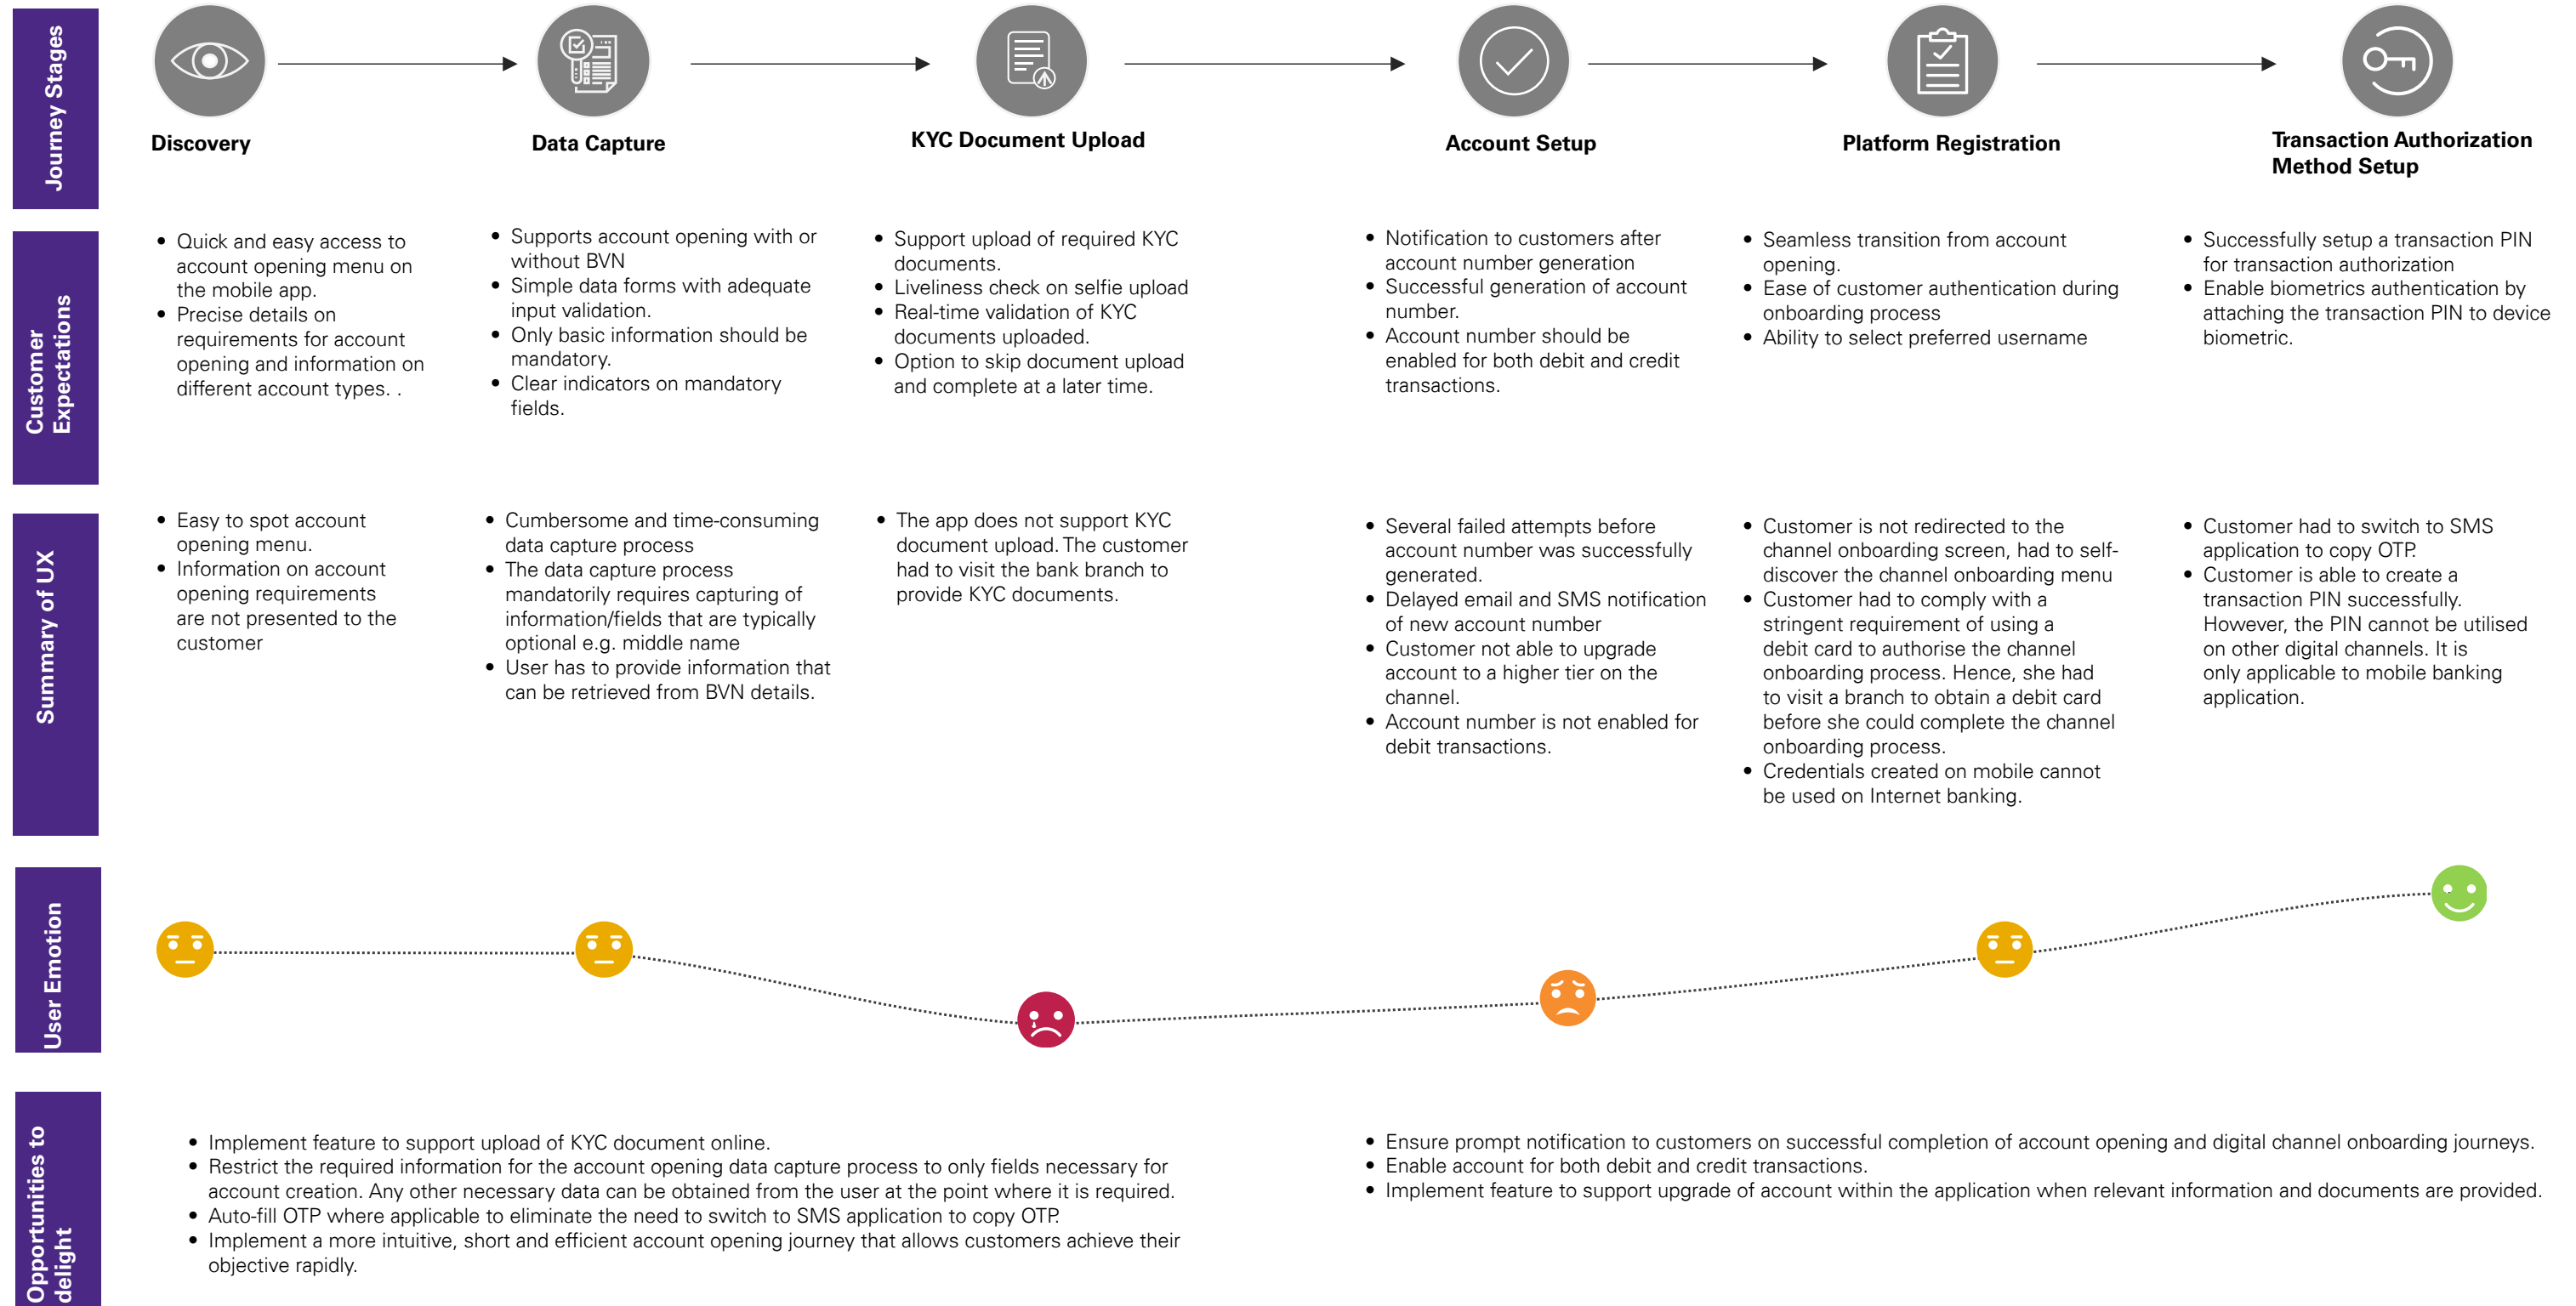 Journey Stages
Discovery
Data Capture
KYC Document Upload
Account Setup
Platform Registration
Transaction Authorization
Method Setup
Customer
Expectations
• Quick and easy access to
account opening menu on
the mobile app.
• Precise details on
requirements for account
opening and information on
different account types. .
• Supports account opening with or
without BVN
• Simple data forms with adequate
input validation.
• Only basic information should be
mandatory.
• Clear indicators on mandatory
fields.
• Support upload of required KYC
documents.
• Liveliness check on selfie upload
• Real-time validation of KYC
documents uploaded.
• Option to skip document upload
and complete at a later time.
• Notification to customers after
account number generation
• Successful generation of account
number.
• Account number should be
enabled for both debit and credit
transactions.
• Seamless transition from account
opening.
• Ease of customer authentication during
onboarding process
• Ability to select preferred username
• Successfully setup a transaction PIN
for transaction authorization
• Enable biometrics authentication by
attaching the transaction PIN to device
biometric.
Summary of UX
• Easy to spot account
opening menu.
• Information on account
opening requirements
are not presented to the
customer
• Cumbersome and time-consuming
data capture process
• The data capture process
mandatorily requires capturing of
information/fields that are typically
optional e.g. middle name
• User has to provide information that
can be retrieved from BVN details.
• The app does not support KYC
document upload. The customer
had to visit the bank branch to
provide KYC documents.
• Several failed attempts before
account number was successfully
generated.
• Delayed email and SMS notification
of new account number
• Customer not able to upgrade
account to a higher tier on the
channel.
• Account number is not enabled for
debit transactions.
• Customer is not redirected to the
channel onboarding screen, had to self-
discover the channel onboarding menu
• Customer had to comply with a
stringent requirement of using a
debit card to authorise the channel
onboarding process. Hence, she had
to visit a branch to obtain a debit card
before she could complete the channel
onboarding process.
• Credentials created on mobile cannot
be used on Internet banking.
• Customer had to switch to SMS
application to copy OTP.
• Customer is able to create a
transaction PIN successfully.
However, the PIN cannot be utilised
on other digital channels. It is
only applicable to mobile banking
application.
User Emotion
Opportunities to
delight
• Implement feature to support upload of KYC document online.
• Restrict the required information for the account opening data capture process to only fields necessary for
account creation. Any other necessary data can be obtained from the user at the point where it is required.
• Auto-fill OTP where applicable to eliminate the need to switch to SMS application to copy OTP.
• Implement a more intuitive, short and efficient account opening journey that allows customers achieve their
objective rapidly.
• Ensure prompt notification to customers on successful completion of account opening and digital channel onboarding journeys.
• Enable account for both debit and credit transactions.
• Implement feature to support upgrade of account within the application when relevant information and documents are provided.